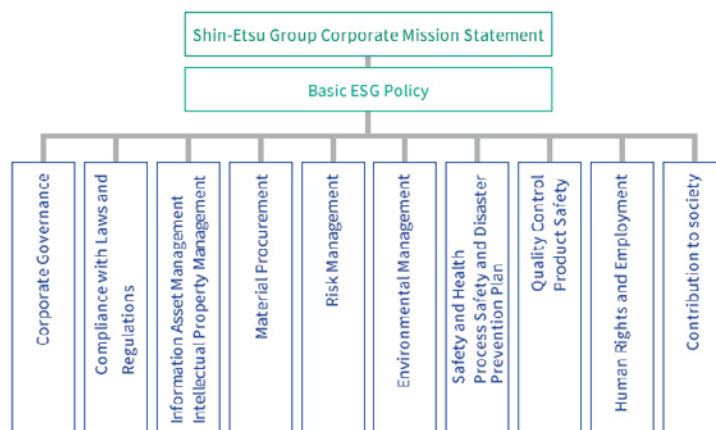 Shin-Etsu Group Corporate Mission Statement
Basic ESG Policy
Corporate Governance
Compliance with Laws and
Regulations
Information Asset Management
Intellectual Property Management
Material Procurement
Risk Management
Environmental Management
Safety and Health
Process Safety and Disaster
Prevention Plan
Quality Control
Product Safety
Human Rights and Employment
Contribution to society